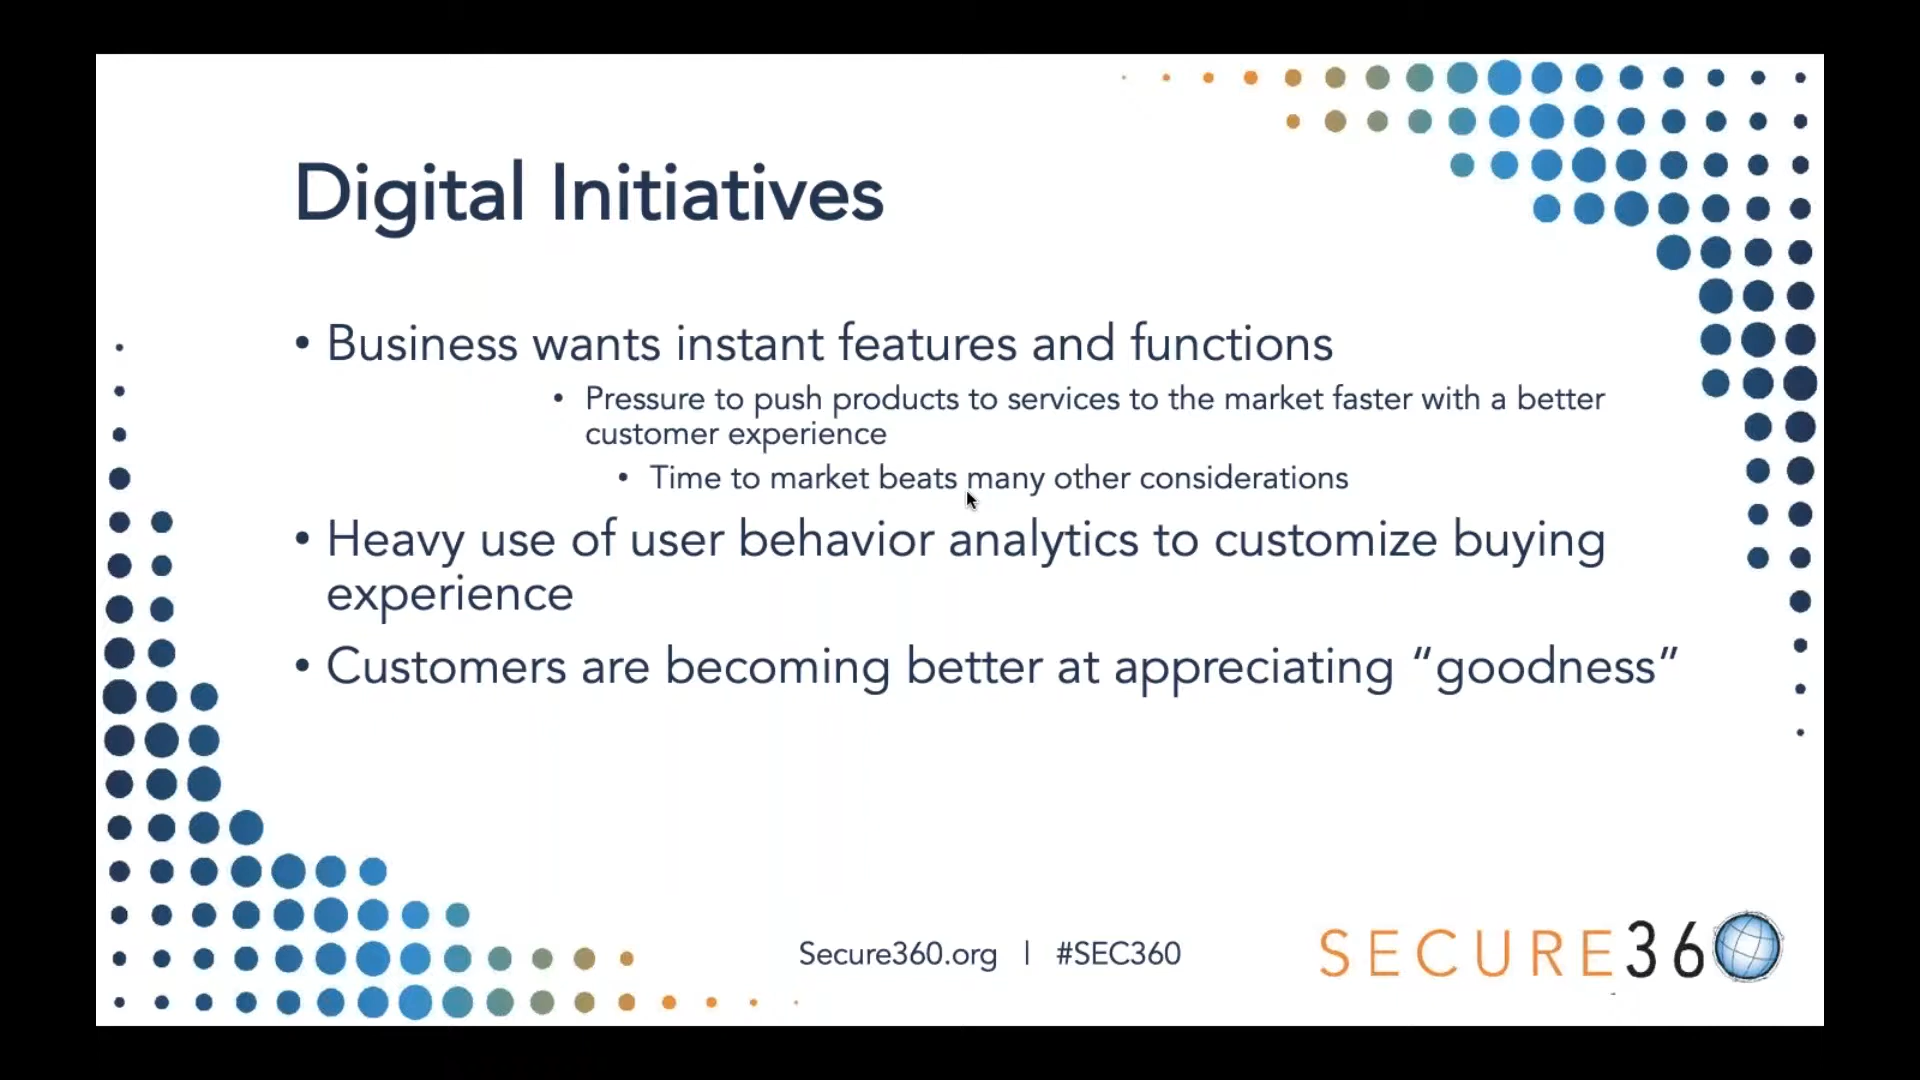 Digital Initiatives
• Business wants instant features and functions
• Pressure to push products to services to the market faster with a better
customer experience
• Time to market beats many other considerations
• Heavy use of user behavior analytics to customize buying
experience
• Customers are becoming better at appreciating “goodness”
Secure360.org | #SEC360
SECURE360